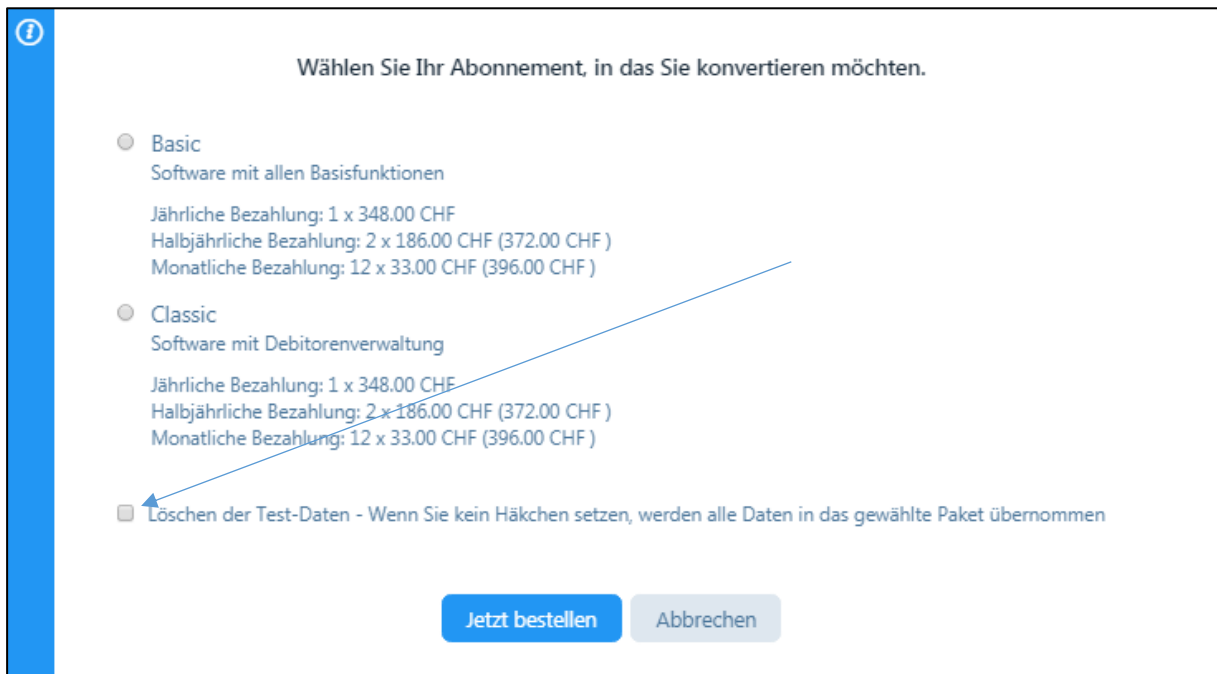 Wählen Sie Ihr Abonnement, in das Sie konvertieren möchten.
Basic
Software mit allen Basisfunktionen
Jährliche Bezahlung: 1 x 348.00 CHF
Halbjährliche Bezahlung: 2 x 186.00 CHF (372.00 CHF )
Monatliche Bezahlung: 12 x 33.00 CHF (396.00 CHF )
Classic
Software mit Debitorenverwaltung
Jährliche Bezahlung: 1 x 348.00 CHF
Halbjährliche Bezahlung: 2 x 186.00 CHF (372.00 CHF )
Monatliche Bezahlung: 12 x 33.00 CHF (396.00 CHF )
Löschen der Test-Daten - Wenn Sie kein Häkchen setzen, werden alle Daten in das gewählte Paket übernommen
Jetzt bestellen Abbrechen